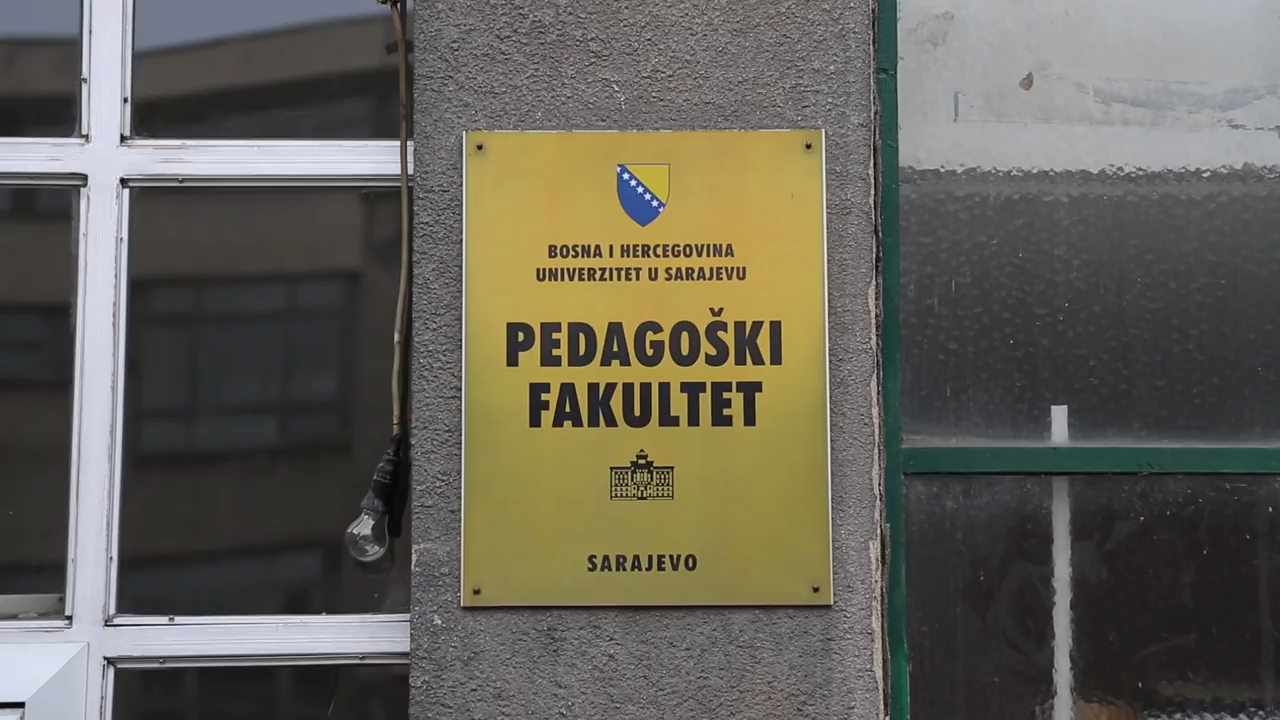 BOSNA I HERCEGOVINA
UNIVERZITET U SARAJEVU
PEDAGOŠKI
FAKULTET
SARAJEVO